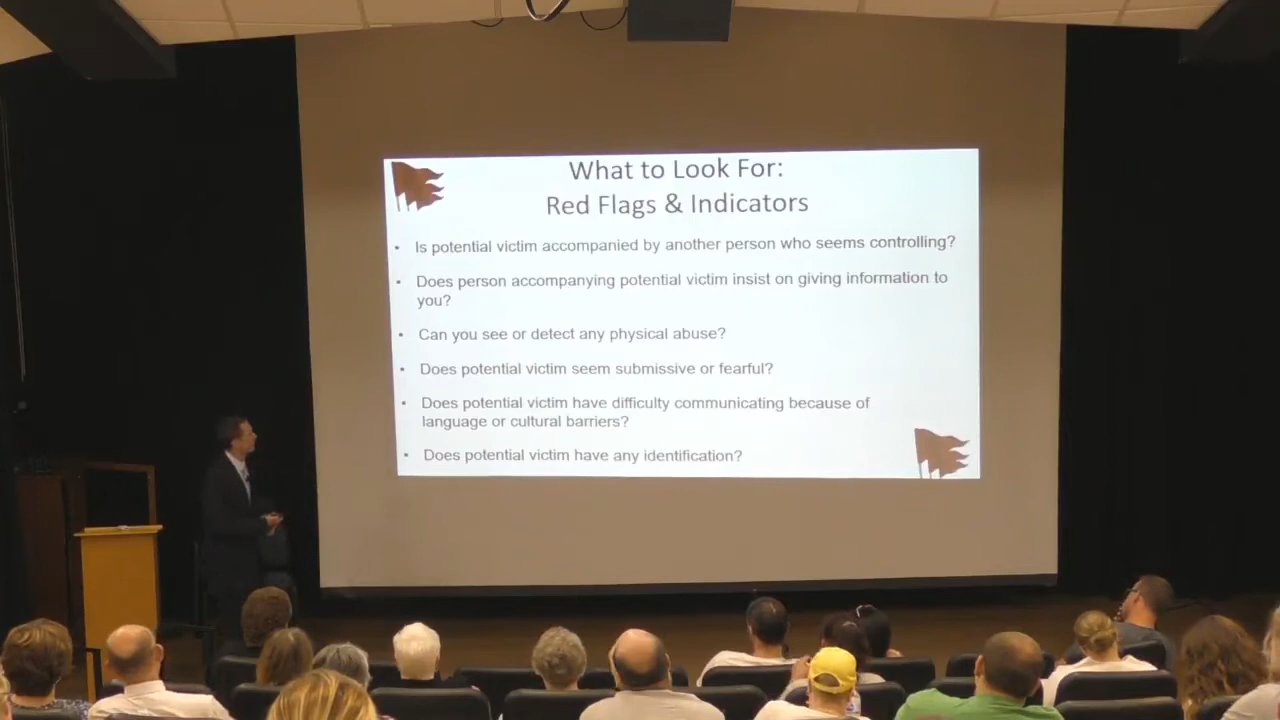 What to Look For:
Red Flags & Indicators
• Is potential victim accompanied by another person who seems controlling?
• Does person accompanying potential victim insist on giving information to
you?
• Can you see or detect any physical abuse?
• Does potential victim seem submissive or fearful?
• Does potential victim have difficulty communicating because of
language or cultural barriers?
• Does potential victim have any identification?